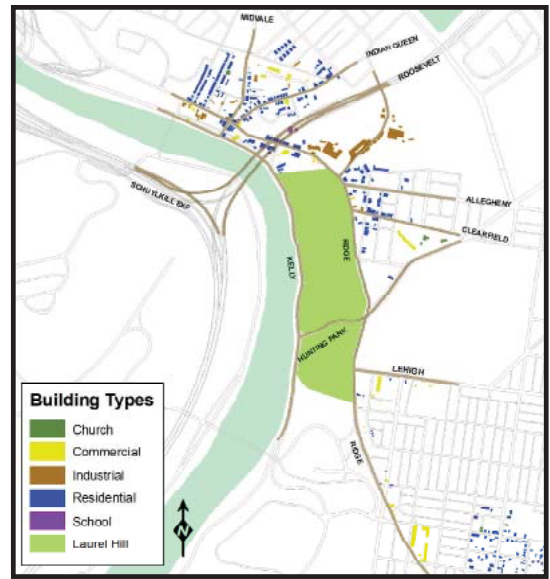 MIDVALE
INDIAN QUEEN
ROOSEVELT
SCHUYLKILL EXP
ALLEGHENY
CLEARFIELD
KELLY
RIDGE
HUNTING PARK
LEHIGH
RIDGE
Building Types
Church
Commercial
Industrial
Residential
School
Laurel Hill
N